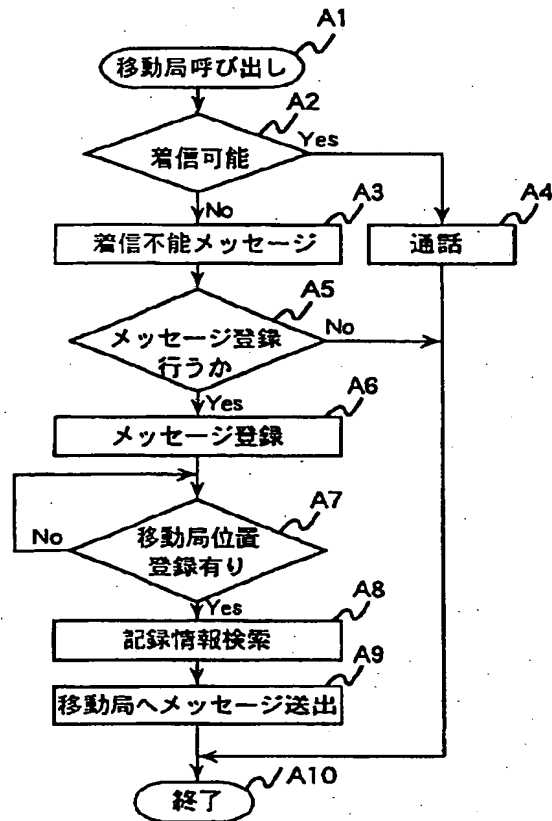 A1
移動局呼び出し
A2
着信可能
Yes
No
A3
着信不能メッセージ
A4
通話
A5
メッセージ登録
行うか
No
Yes
A6
メッセージ登録
A7
移動局位置
登録有り
No
Yes
A8
記録情報検索
A9
移動局へメッセージ送出
A10
終了